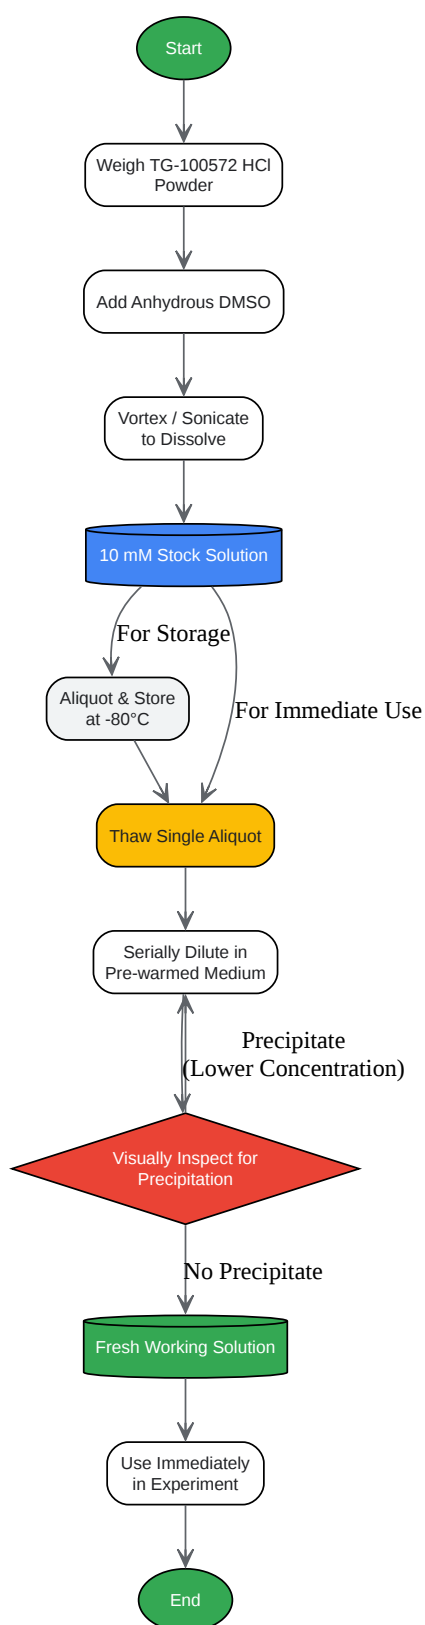 Start
Weigh TG-100572 HCl
Powder
Add Anhydrous DMSO
Vortex / Sonicate
to Dissolve
10 mM Stock Solution
For Storage
Aliquot & Store
at -80°C
For Immediate Use
Thaw Single Aliquot
Serially Dilute in
Pre-warmed Medium
Precipitate
(Lower Concentration)
Visually Inspect for
Precipitation
No Precipitate
Fresh Working Solution
Use Immediately
in Experiment
End